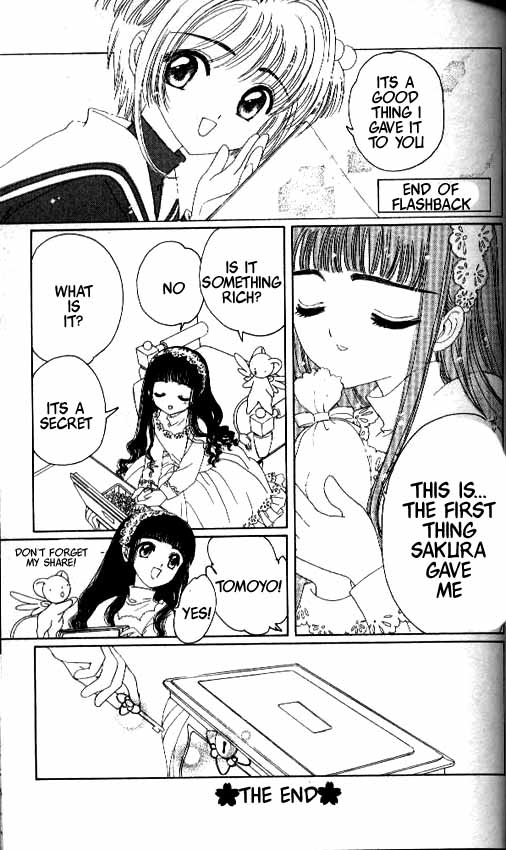 ITS A
GOOD
THING I
GAVE IT
TO YOU
END OF
FLASHBACK
THIS IS...
THE FIRST
THING
SAKURA
GAVE
ME
IS IT
SOMETHING
RICH?
NO
WHAT
IS
IT?
ITS A
SECRET
TOMOYO!
YES!
DON'T FORGET
MY SHARE!
THE END